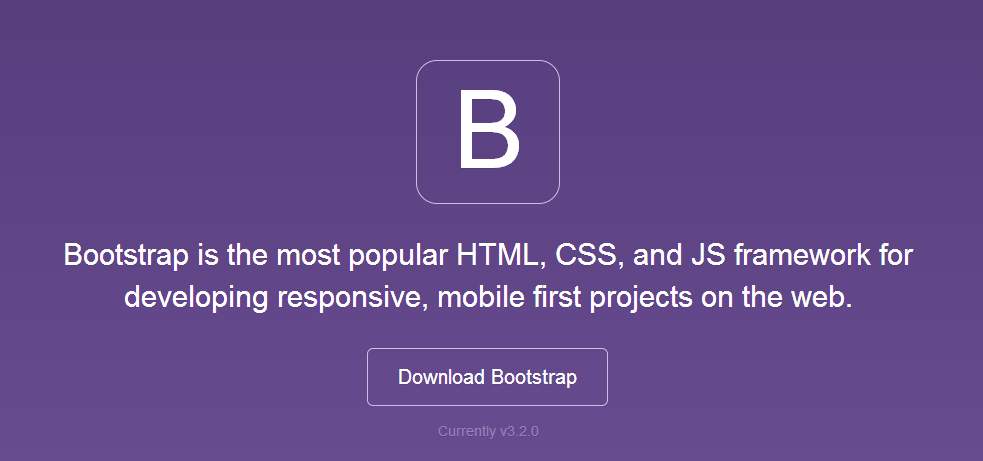 B
Bootstrap is the most popular HTML, CSS, and JS framework for
developing responsive, mobile first projects on the web.
Download Bootstrap
Currently v3.2.0